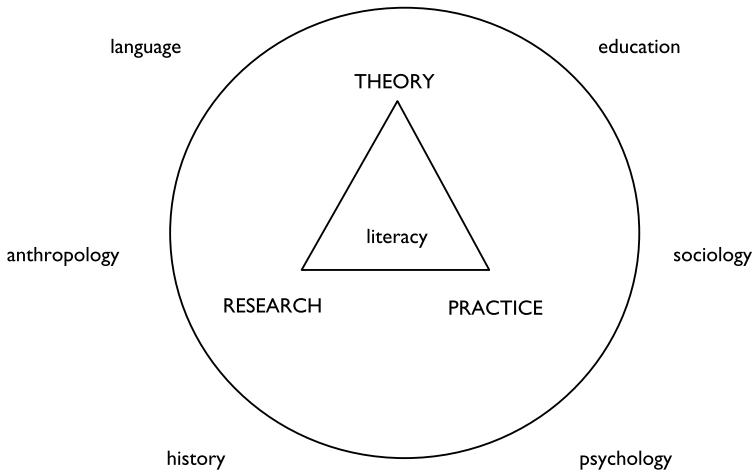 language
education
THEORY
literacy
anthropology
sociology
RESEARCH
PRACTICE
history
psychology